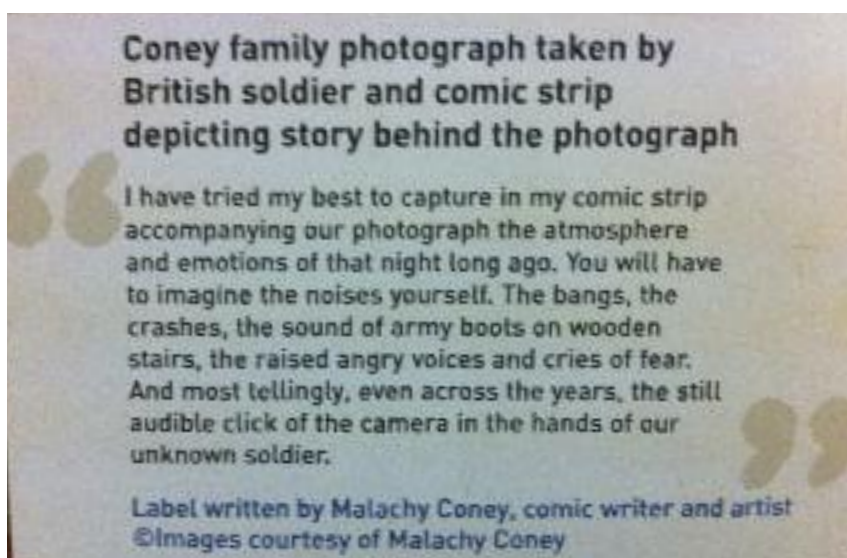 Coney family photograph taken by
British soldier and comic strip
depicting story behind the photograph
“I have tried my best to capture in my comic strip
accompanying our photograph the atmosphere
and emotions of that night long ago. You will have
to imagine the noises yourself. The bangs, the
crashes, the sound of army boots on wooden
stairs, the raised angry voices and cries of fear.
And most tellingly, even across the years, the still
audible click of the camera in the hands of our
unknown soldier.”
Label written by Malachy Coney, comic writer and artist
©Images courtesy of Malachy Coney